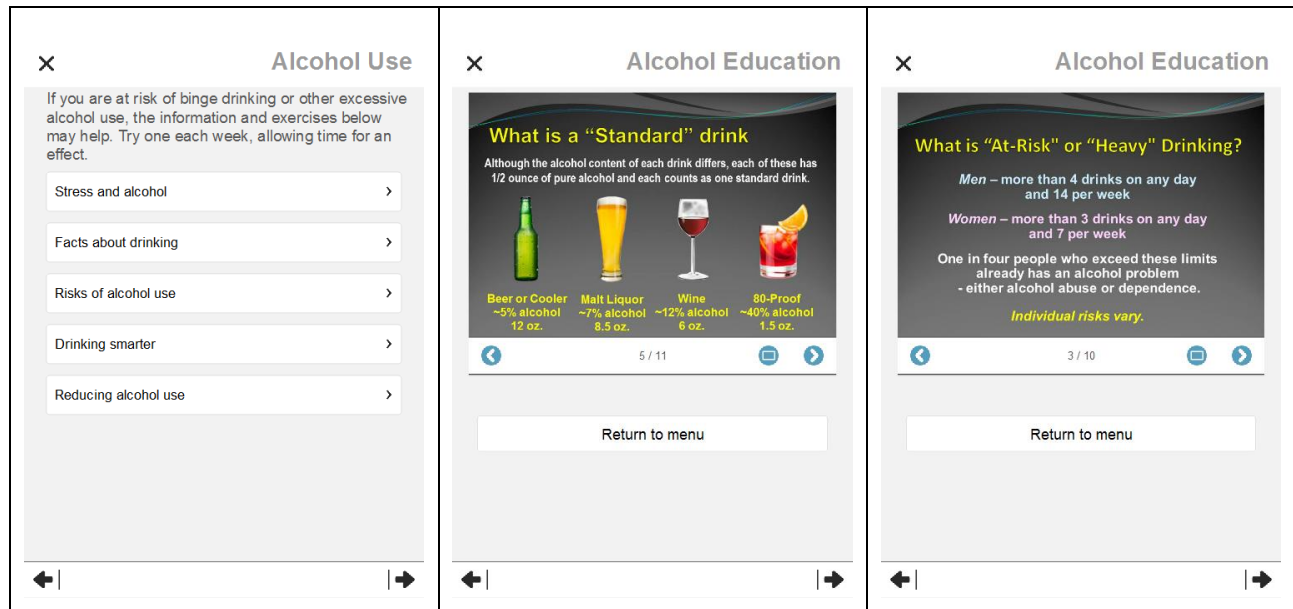 Alcohol Use
If you are at risk of binge drinking or other excessive
alcohol use, the information and exercises below
may help. Try one each week, allowing time for an
effect.
Stress and alcohol
Facts about drinking
Risks of alcohol use
Drinking smarter
Reducing alcohol use
Alcohol Education
What is a “Standard” drink
Although the alcohol content of each drink differs, each of these has
1/2 ounce of pure alcohol and each counts as one standard drink.
Beer or Cooler
~5% alcohol
12 oz.
Malt Liquor
~7% alcohol
8.5 oz.
Wine
~12% alcohol
6 oz.
80-Proof
~40% alcohol
1.5 oz.
5 / 11
Return to menu
Alcohol Education
What is “At-Risk" or “Heavy" Drinking?
Men – more than 4 drinks on any day
and 14 per week
Women – more than 3 drinks on any day
and 7 per week
One in four people who exceed these limits
already has an alcohol problem
- either alcohol abuse or dependence.
Individual risks vary.
3 / 10
Return to menu